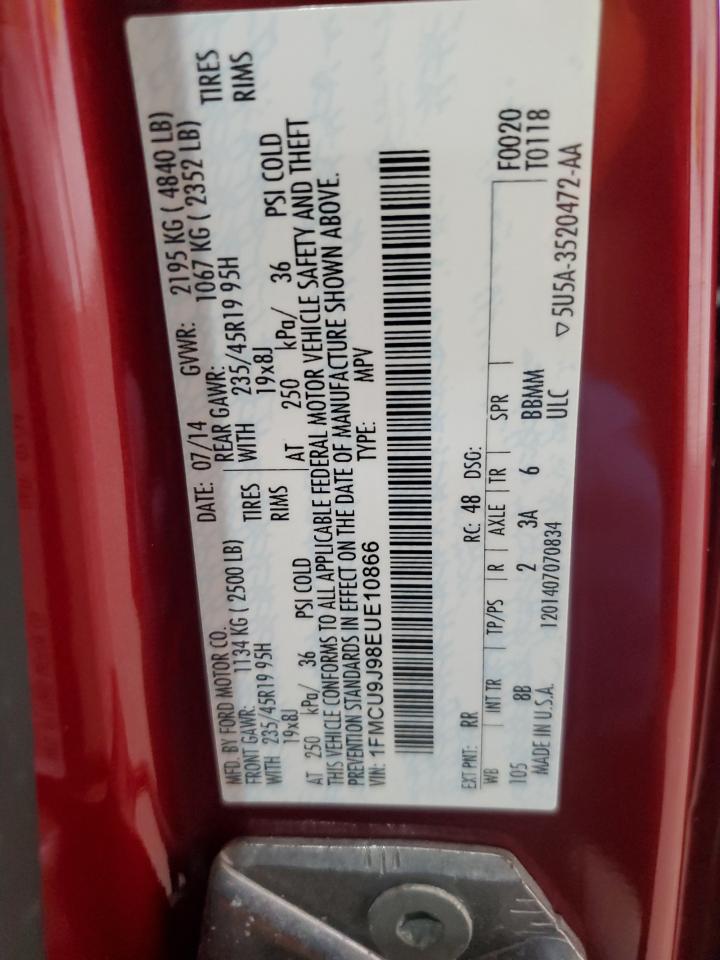 MFD. BY FORD MOTOR CO. DATE: 07/14 GVWR: 2195 KG ( 4840 LB)
FRONT GAWR: 1134 KG ( 2500 LB) REAR GAWR: 1067 KG ( 2352 LB)
WITH 235/45R19 95H TIRES WITH 235/45R19 95H TIRES
19x8J RIMS 19x8J RIMS
AT 250 kPa/ 36 PSI COLD AT 250 kPa/ 36 PSI COLD
THIS VEHICLE CONFORMS TO ALL APPLICABLE FEDERAL MOTOR VEHICLE SAFETY AND THEFT
PREVENTION STANDARDS IN EFFECT ON THE DATE OF MANUFACTURE SHOWN ABOVE.
VIN: 1FMCU9J98EUE10866 TYPE: MPV
EXT PNT: RR RC: 48 DSO:
WB INT TR TP/PS R AXLE TR SPR F0020
105 8B 2 3A 6 BBMM T0118
MADE IN U.S.A. 1201407070834 ULC ▽5U5A-3520472-AA